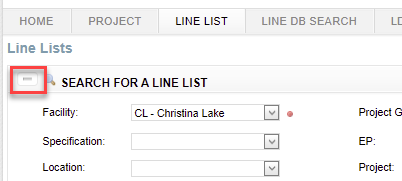 HOME PROJECT LINE LIST LINE DB SEARCH
Line Lists
SEARCH FOR A LINE LIST
Facility: CL - Christina Lake Project
Specification: EP:
Location: Project: